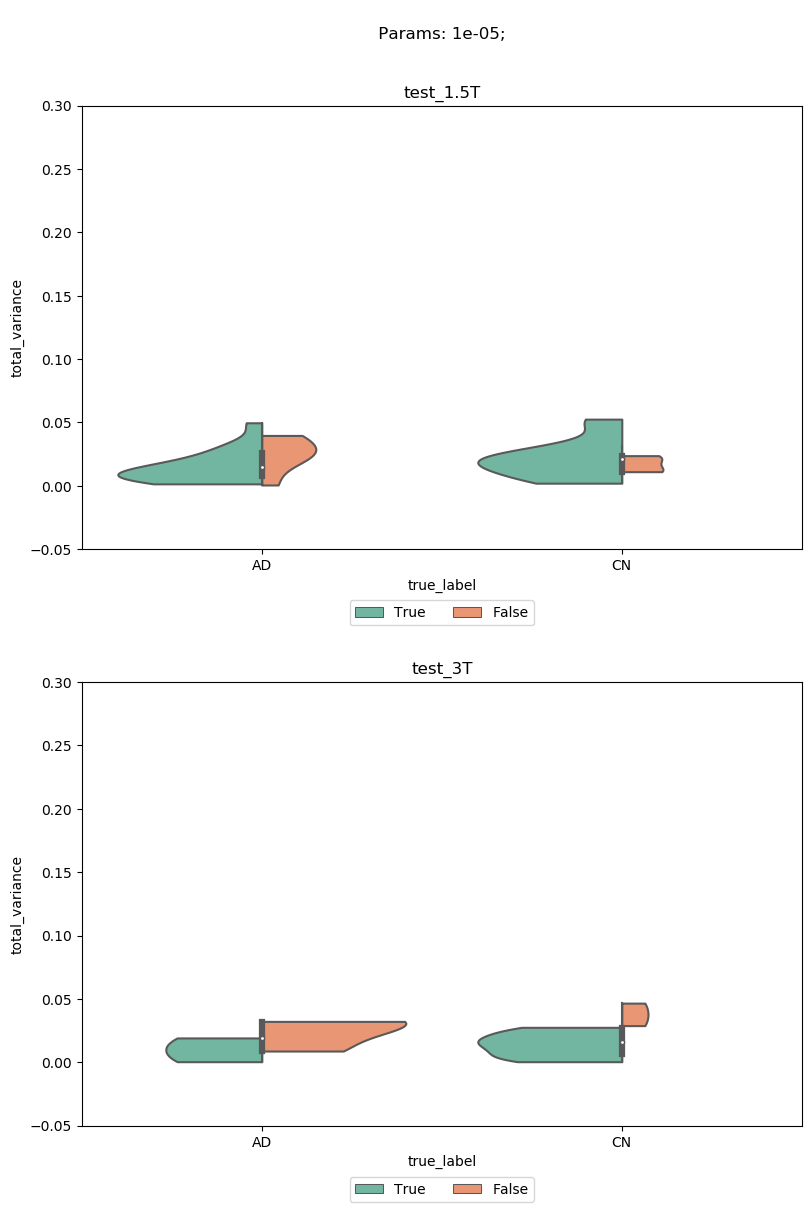 Params: 1e-05;
test_1.5T
0.30
0.25
0.20
0.15
0.10
0.05
0.00
−0.05
total_variance
AD CN
true_label
True False
test_3T
0.30
0.25
0.20
0.15
0.10
0.05
0.00
−0.05
total_variance
AD CN
true_label
True False